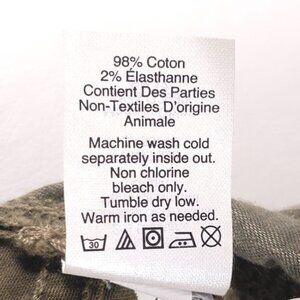 98% Coton
2% Élasthanne
Contient Des Parties
Non-Textiles D'origine
Animale
Machine wash cold
separately inside out.
Non chlorine
bleach only.
Tumble dry low.
Warm iron as needed.
30